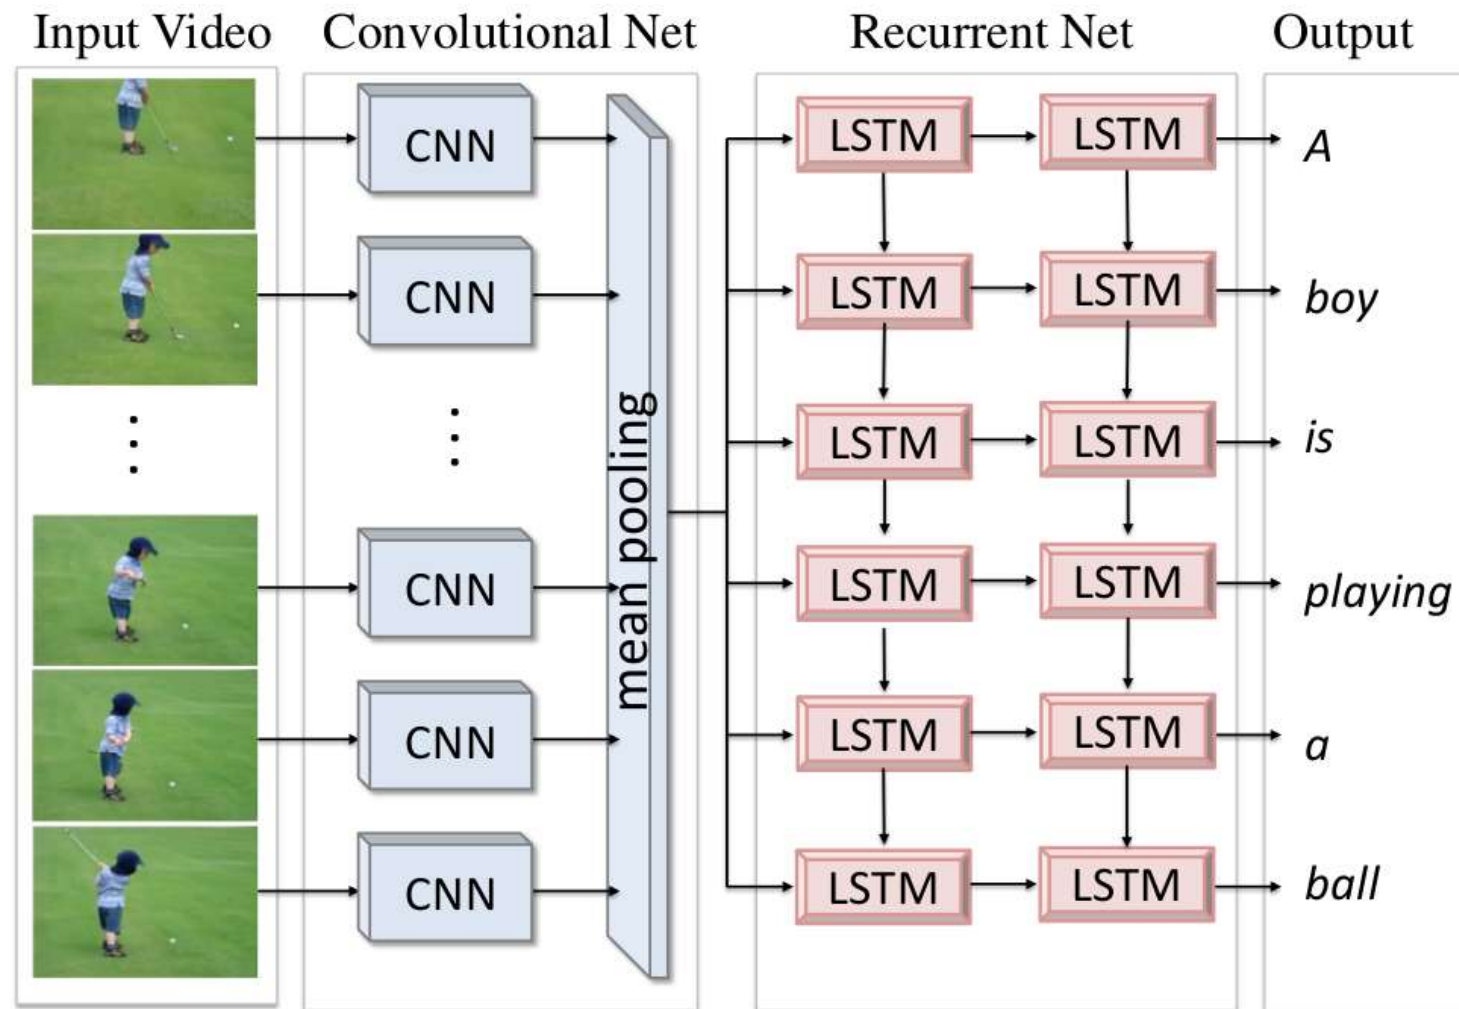 Input Video
Convolutional Net
Recurrent Net
Output
CNN
LSTM
LSTM
A
CNN
LSTM
LSTM
boy
mean pooling
LSTM
LSTM
is
CNN
LSTM
LSTM
playing
CNN
LSTM
LSTM
a
CNN
LSTM
LSTM
ball